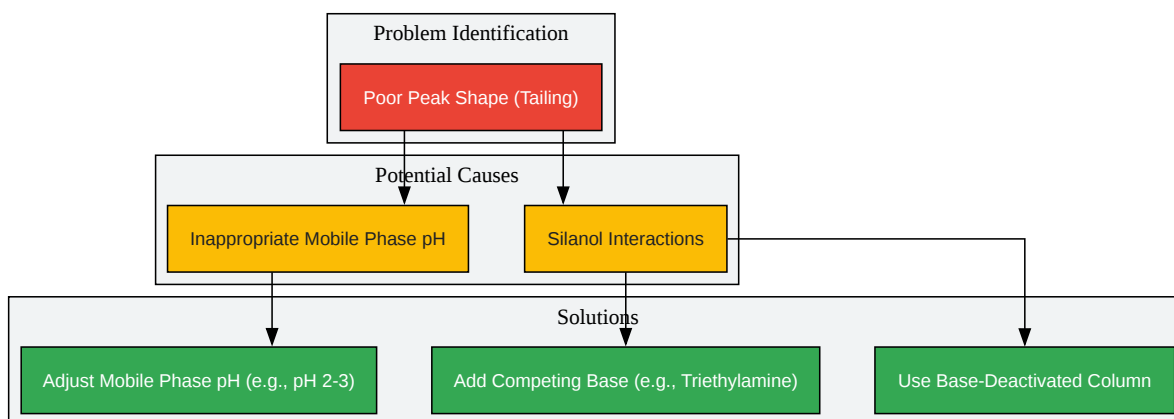 Problem Identification
Poor Peak Shape (Tailing)
Potential Causes
Inappropriate Mobile Phase pH
Silanol Interactions
Solutions
Adjust Mobile Phase pH (e.g., pH 2-3)
Add Competing Base (e.g., Triethylamine)
Use Base-Deactivated Column